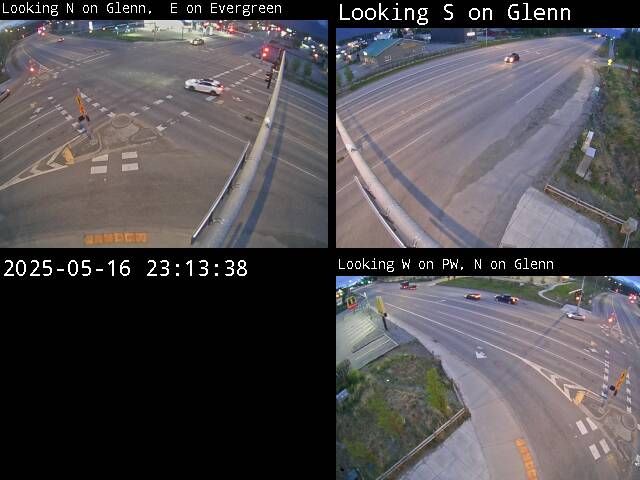 Looking N on Glenn,  E on Evergreen
Looking S on Glenn
2025-05-16 23:13:38
Looking W on PW, N on Glenn